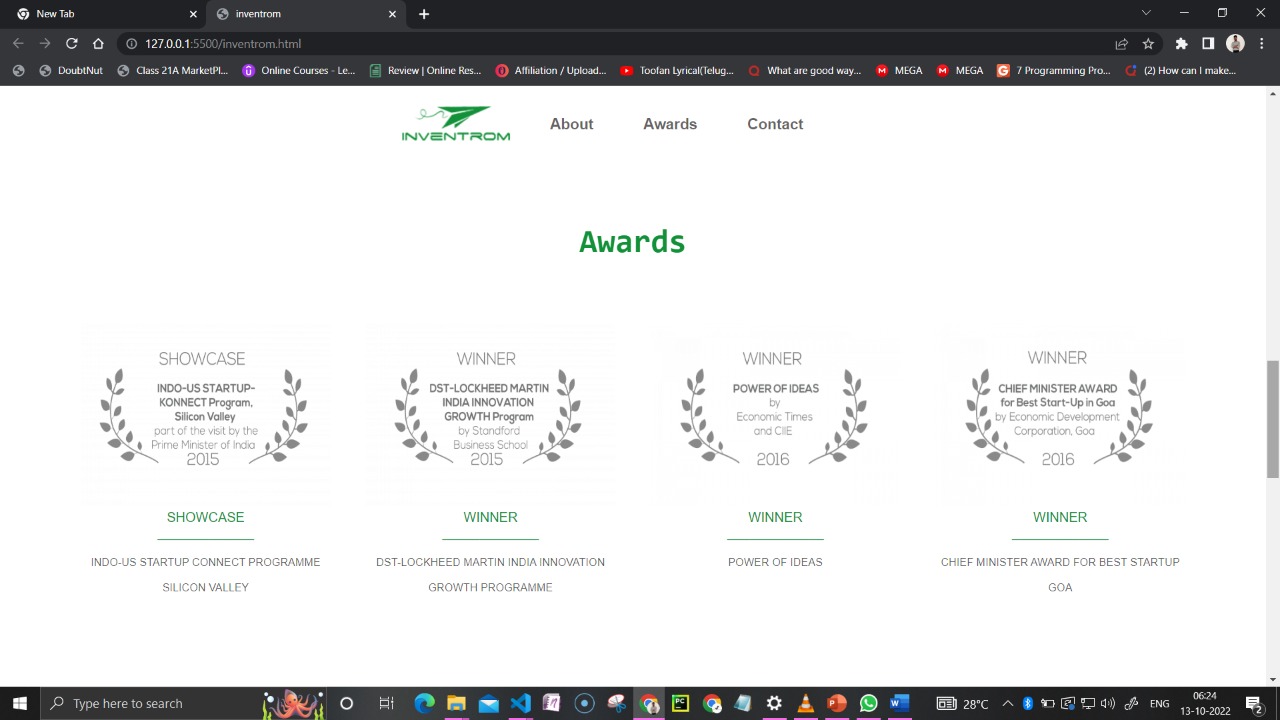 New Tab
inventrom
127.0.0.1:5500/inventrom.html
DoubtNut
Class 21A MarketPl...
Online Courses - Le...
Review | Online Res...
Affiliation / Upload...
Toofan Lyrical(Telug...
What are good way...
MEGA
MEGA
7 Programming Pro...
(2) How can I make...
INVENTROM
About
Awards
Contact
Awards
SHOWCASE
INDO-US STARTUP-
KONNECT Program,
Silicon Valley
part of the visit by the
Prime Minister of India
2015
WINNER
DST-LOCKHEED MARTIN
INDIA INNOVATION
GROWTH Program
by Standford
Business School
2015
WINNER
POWER OF IDEAS
by
Economic Times
and CIIE
2016
WINNER
CHIEF MINISTER AWARD
for Best Start-Up in Goa
by Economic Development
Corporation, Goa
2016
SHOWCASE
INDO-US STARTUP CONNECT PROGRAMME
SILICON VALLEY
WINNER
DST-LOCKHEED MARTIN INDIA INNOVATION
GROWTH PROGRAMME
WINNER
POWER OF IDEAS
WINNER
CHIEF MINISTER AWARD FOR BEST STARTUP
GOA
Type here to search
28°C
ENG
06:24
13-10-2022
2